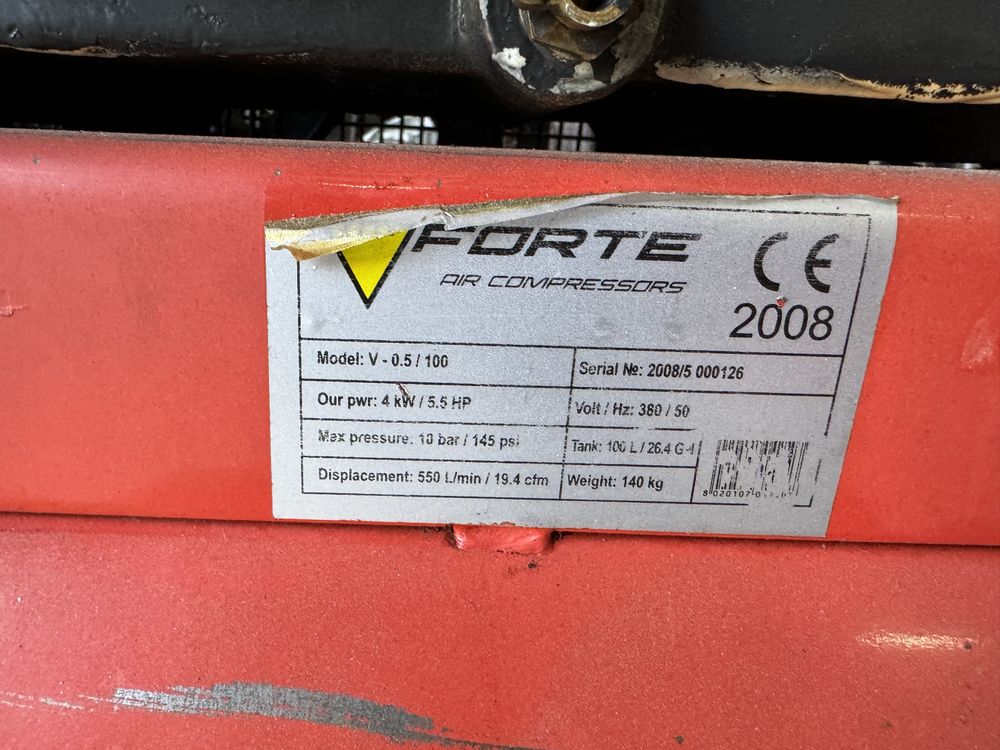 FORTE
AIR COMPRESSORS
CE
2008
Model: V - 0.5 / 100
Serial №: 2008/5 000126
Our pwr: 4 kW / 5.5 HP
Volt / Hz: 380 / 50
Max pressure: 10 bar / 145 psi
Tank: 100 L / 26.4
Displacement: 550 L/min / 19.4 cfm
Weight: 140 kg